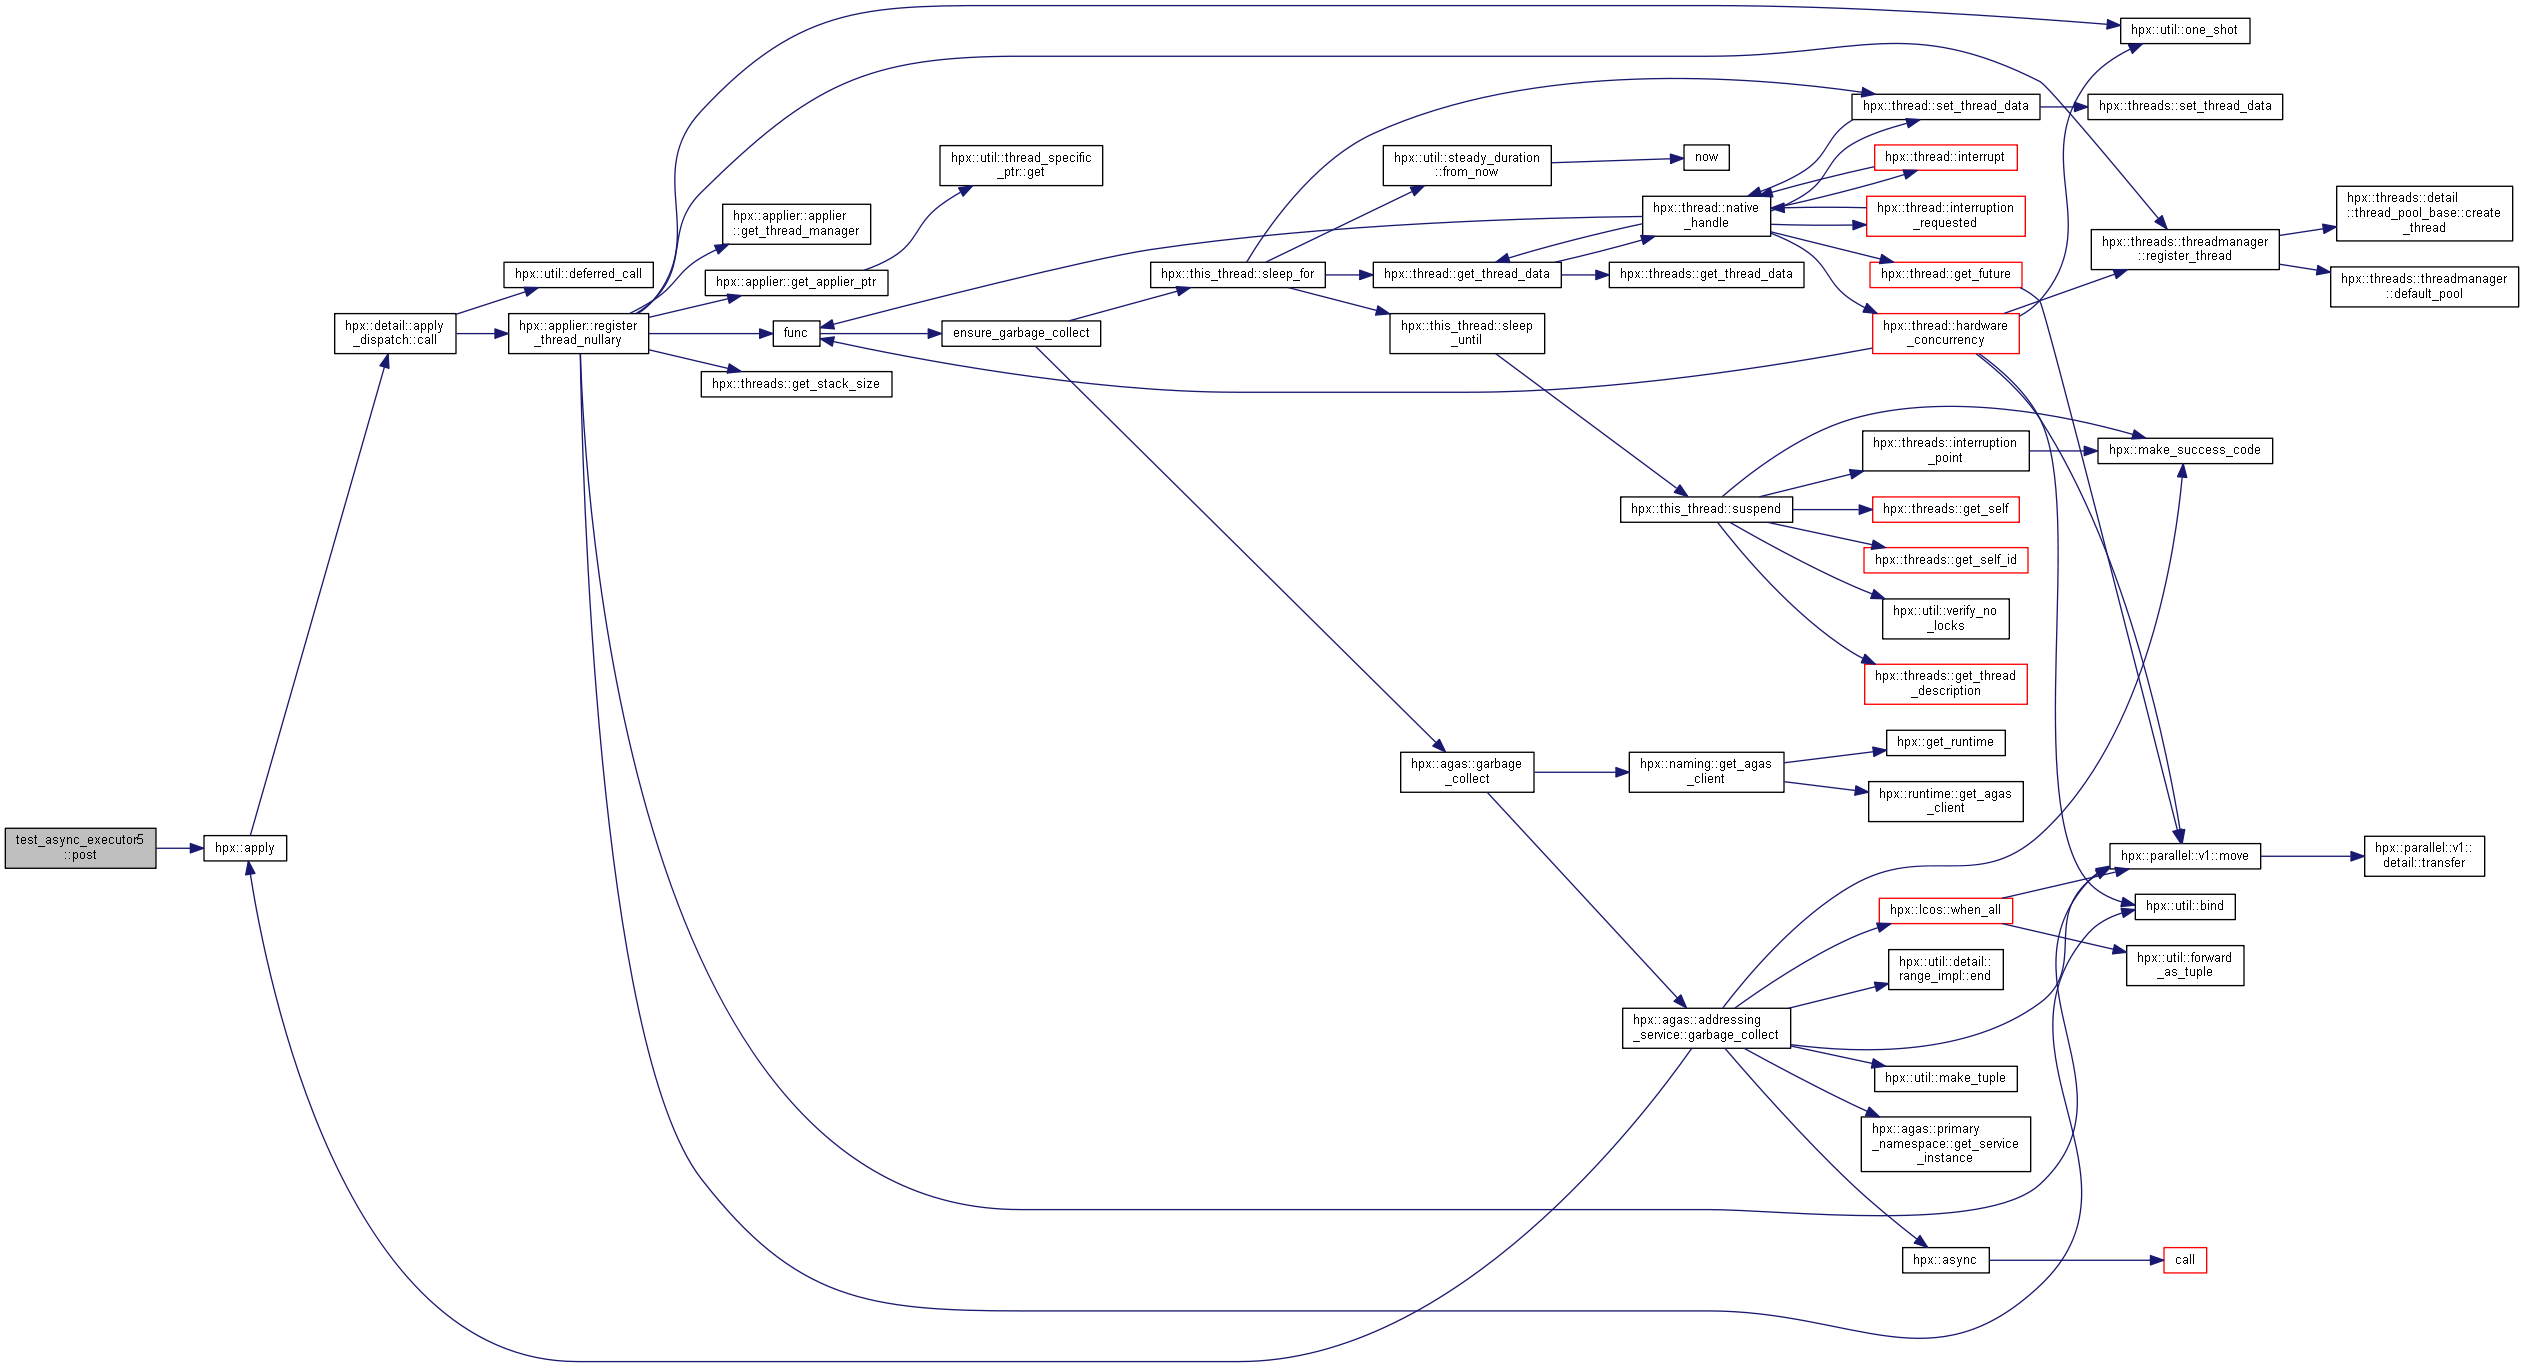 test_async_executor5
::post
hpx::apply
hpx::detail::apply
_dispatch::call
hpx::util::deferred_call
hpx::applier::register
_thread_nullary
hpx::applier::applier
::get_thread_manager
hpx::applier::get_applier_ptr
func
hpx::threads::get_stack_size
hpx::util::thread_specific
_ptr::get
ensure_garbage_collect
hpx::this_thread::sleep_for
hpx::util::steady_duration
::from_now
hpx::thread::get_thread_data
hpx::this_thread::sleep
_until
hpx::agas::garbage
_collect
now
hpx::thread::native
_handle
hpx::threads::get_thread_data
hpx::this_thread::suspend
hpx::naming::get_agas
_client
hpx::agas::addressing
_service::garbage_collect
hpx::thread::set_thread_data
hpx::thread::interrupt
hpx::thread::interruption
_requested
hpx::thread::get_future
hpx::thread::hardware
_concurrency
hpx::threads::interruption
_point
hpx::threads::get_self
hpx::threads::get_self_id
hpx::util::verify_no
_locks
hpx::threads::get_thread
_description
hpx::get_runtime
hpx::runtime::get_agas
_client
hpx::lcos::when_all
hpx::util::detail::
range_impl::end
hpx::util::make_tuple
hpx::agas::primary
_namespace::get_service
_instance
hpx::async
hpx::util::one_shot
hpx::threads::set_thread_data
hpx::threads::threadmanager
::register_thread
hpx::make_success_code
hpx::parallel::v1::move
hpx::util::bind
hpx::util::forward
_as_tuple
call
hpx::threads::detail
::thread_pool_base::create
_thread
hpx::threads::threadmanager
::default_pool
hpx::parallel::v1::
detail::transfer